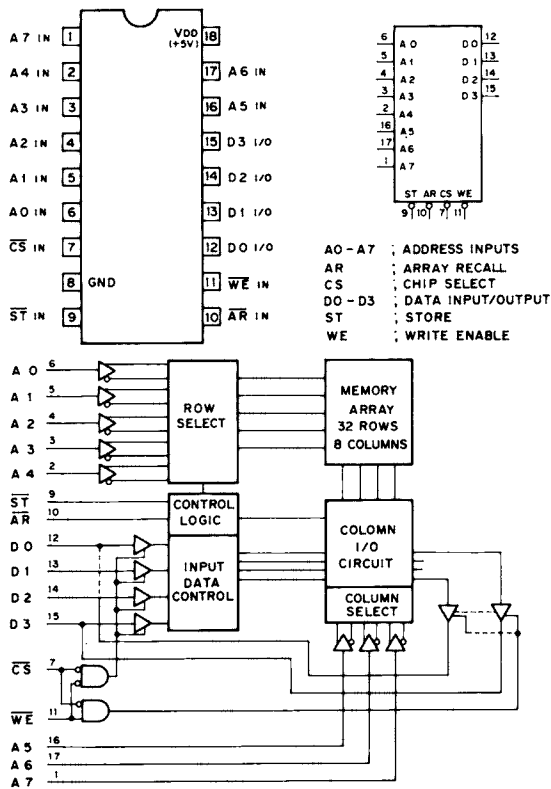 A7 IN 1 VDD (+5V) 18
A4 IN 2 17 A6 IN
A3 IN 3 16 A5 IN
A2 IN 4 15 D3 I/O
A1 IN 5 14 D2 I/O
A0 IN 6 13 D1 I/O
CS IN 7 12 D0 I/O
8 GND 11 WE IN
ST IN 9 10 AR IN
6 A0 D0 12
5 A1 D1 13
4 A2 D2 14
3 A3 D3 15
2 A4
16 A5
17 A6
1 A7
ST AR CS WE
9 10 7 11
A0-A7 ; ADDRESS INPUTS
AR ; ARRAY RECALL
CS ; CHIP SELECT
D0-D3 ; DATA INPUT/OUTPUT
ST ; STORE
WE ; WRITE ENABLE
A0 6
A1 5
A2 4
A3 3
A4 2
ROW
SELECT
MEMORY
ARRAY
32 ROWS
8 COLUMNS
ST 9
AR 10
CONTROL
LOGIC
D0 12
D1 13
D2 14
D3 15
INPUT
DATA
CONTROL
COLOMN
I/O
CIRCUIT
COLUMN
SELECT
CS 7
WE 11
A5 16
A6 17
A7 1